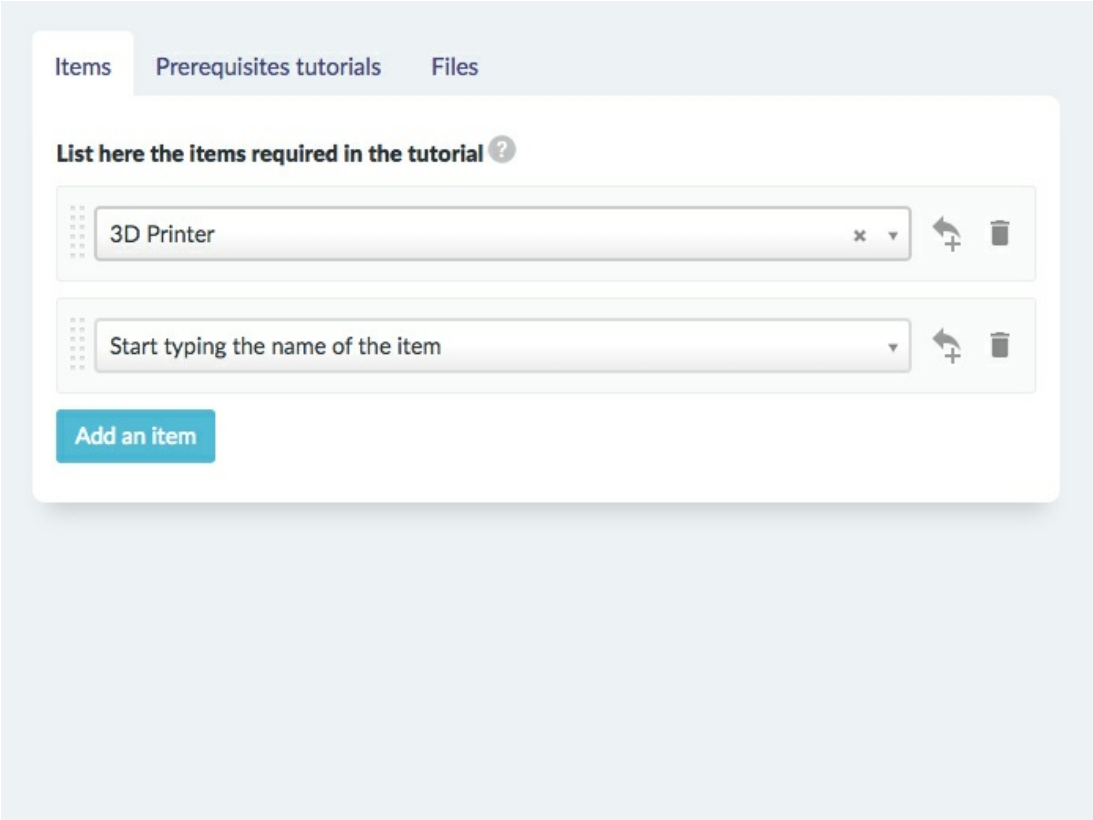 Items Prerequisites tutorials Files
List here the items required in the tutorial ?
3D Printer
Start typing the name of the item
Add an item